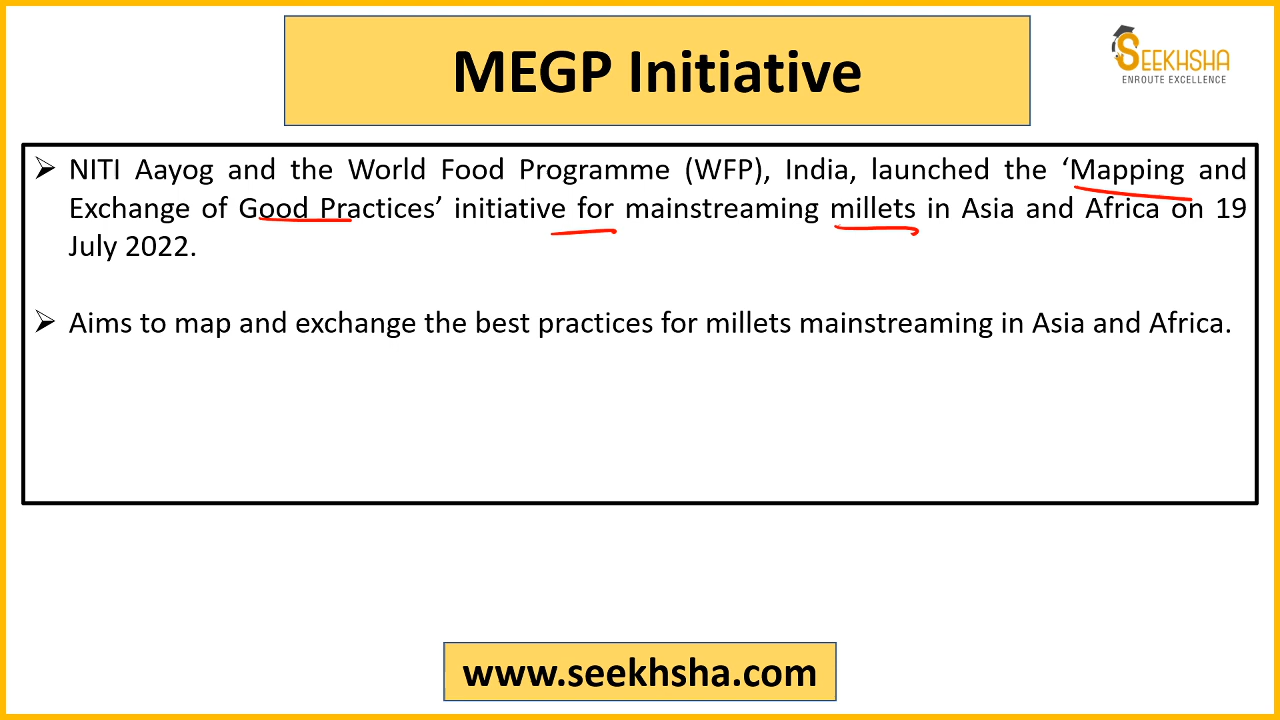 MEGP Initiative
SEEKHSHA
ENROUTE EXCELLENCE
➢ NITI Aayog and the World Food Programme (WFP), India, launched the ‘Mapping and
Exchange of Good Practices’ initiative for mainstreaming millets in Asia and Africa on 19
July 2022.
➢ Aims to map and exchange the best practices for millets mainstreaming in Asia and Africa.
www.seekhsha.com